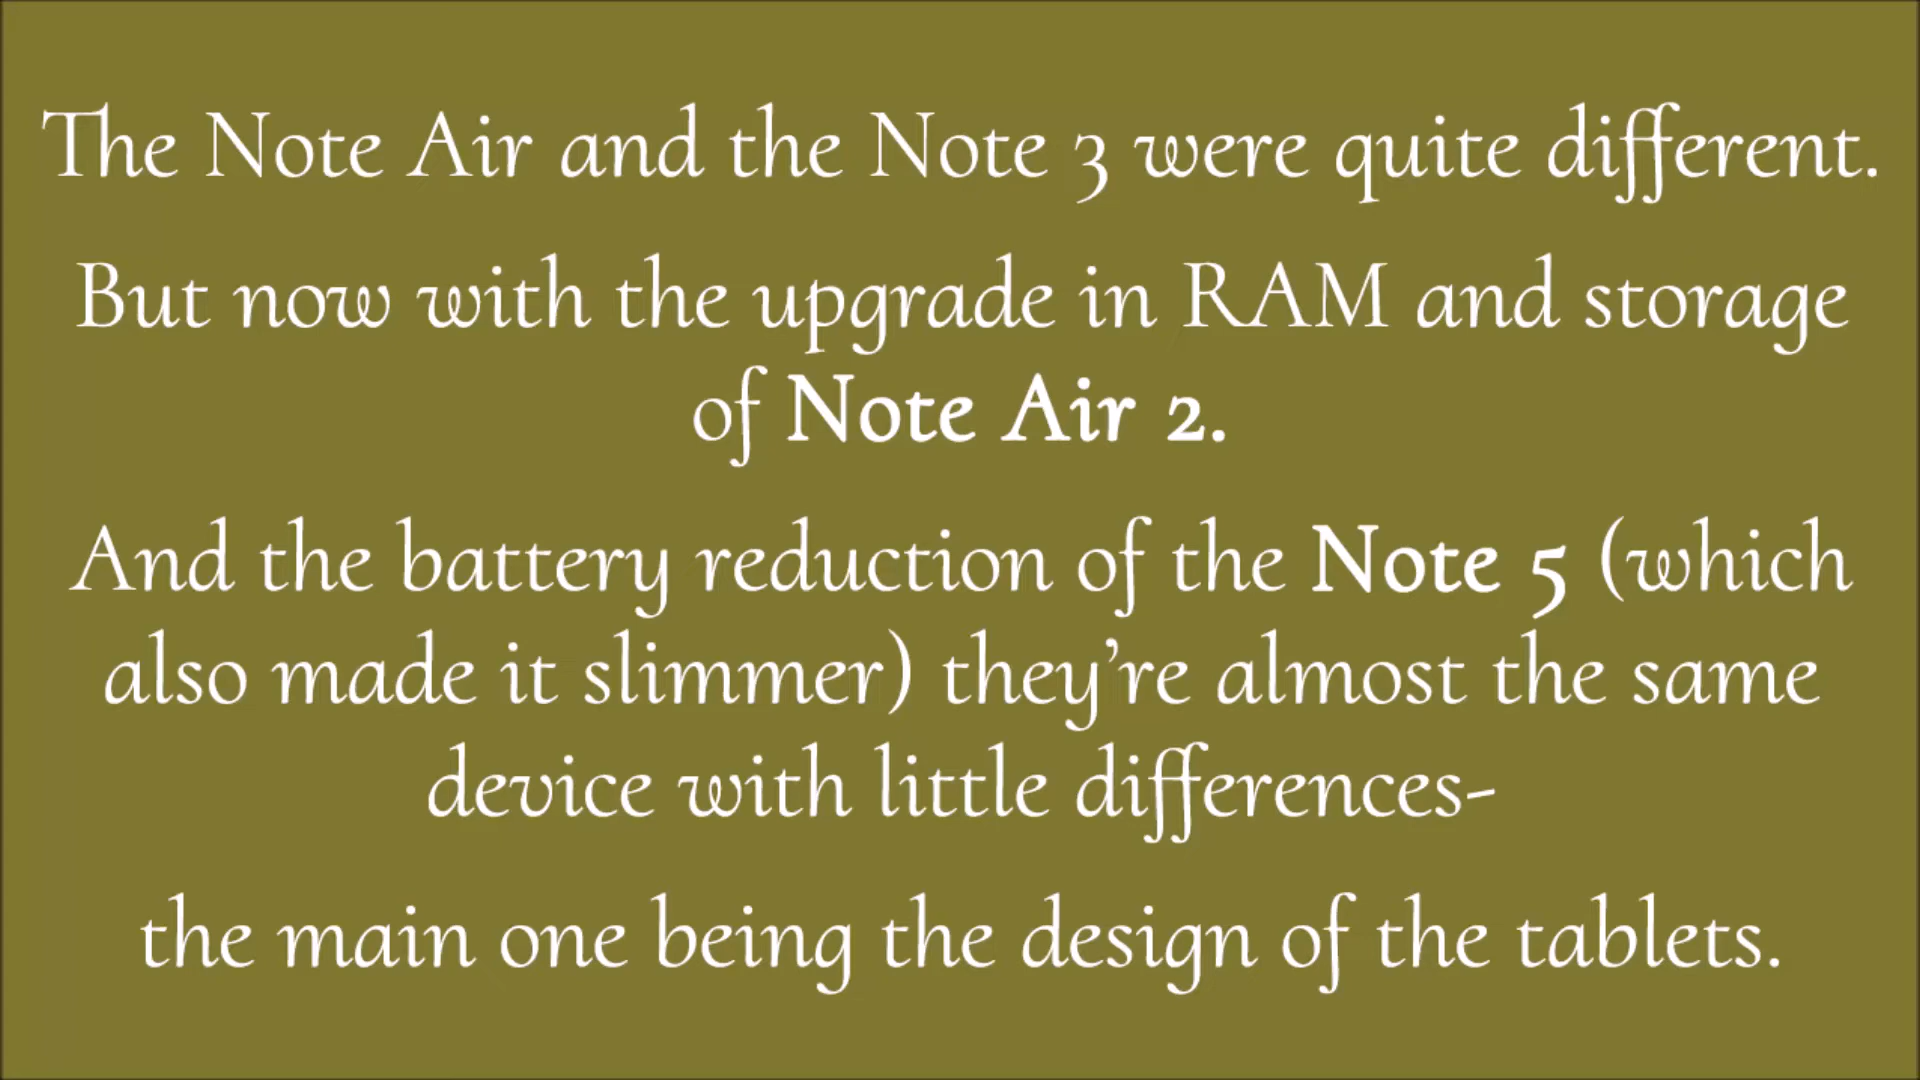 The Note Air and the Note 3 were quite different.
But now with the upgrade in RAM and storage
of Note Air 2.
And the battery reduction of the Note 5 (which
also made it slimmer) they're almost the same
device with little differences-
the main one being the design of the tablets.